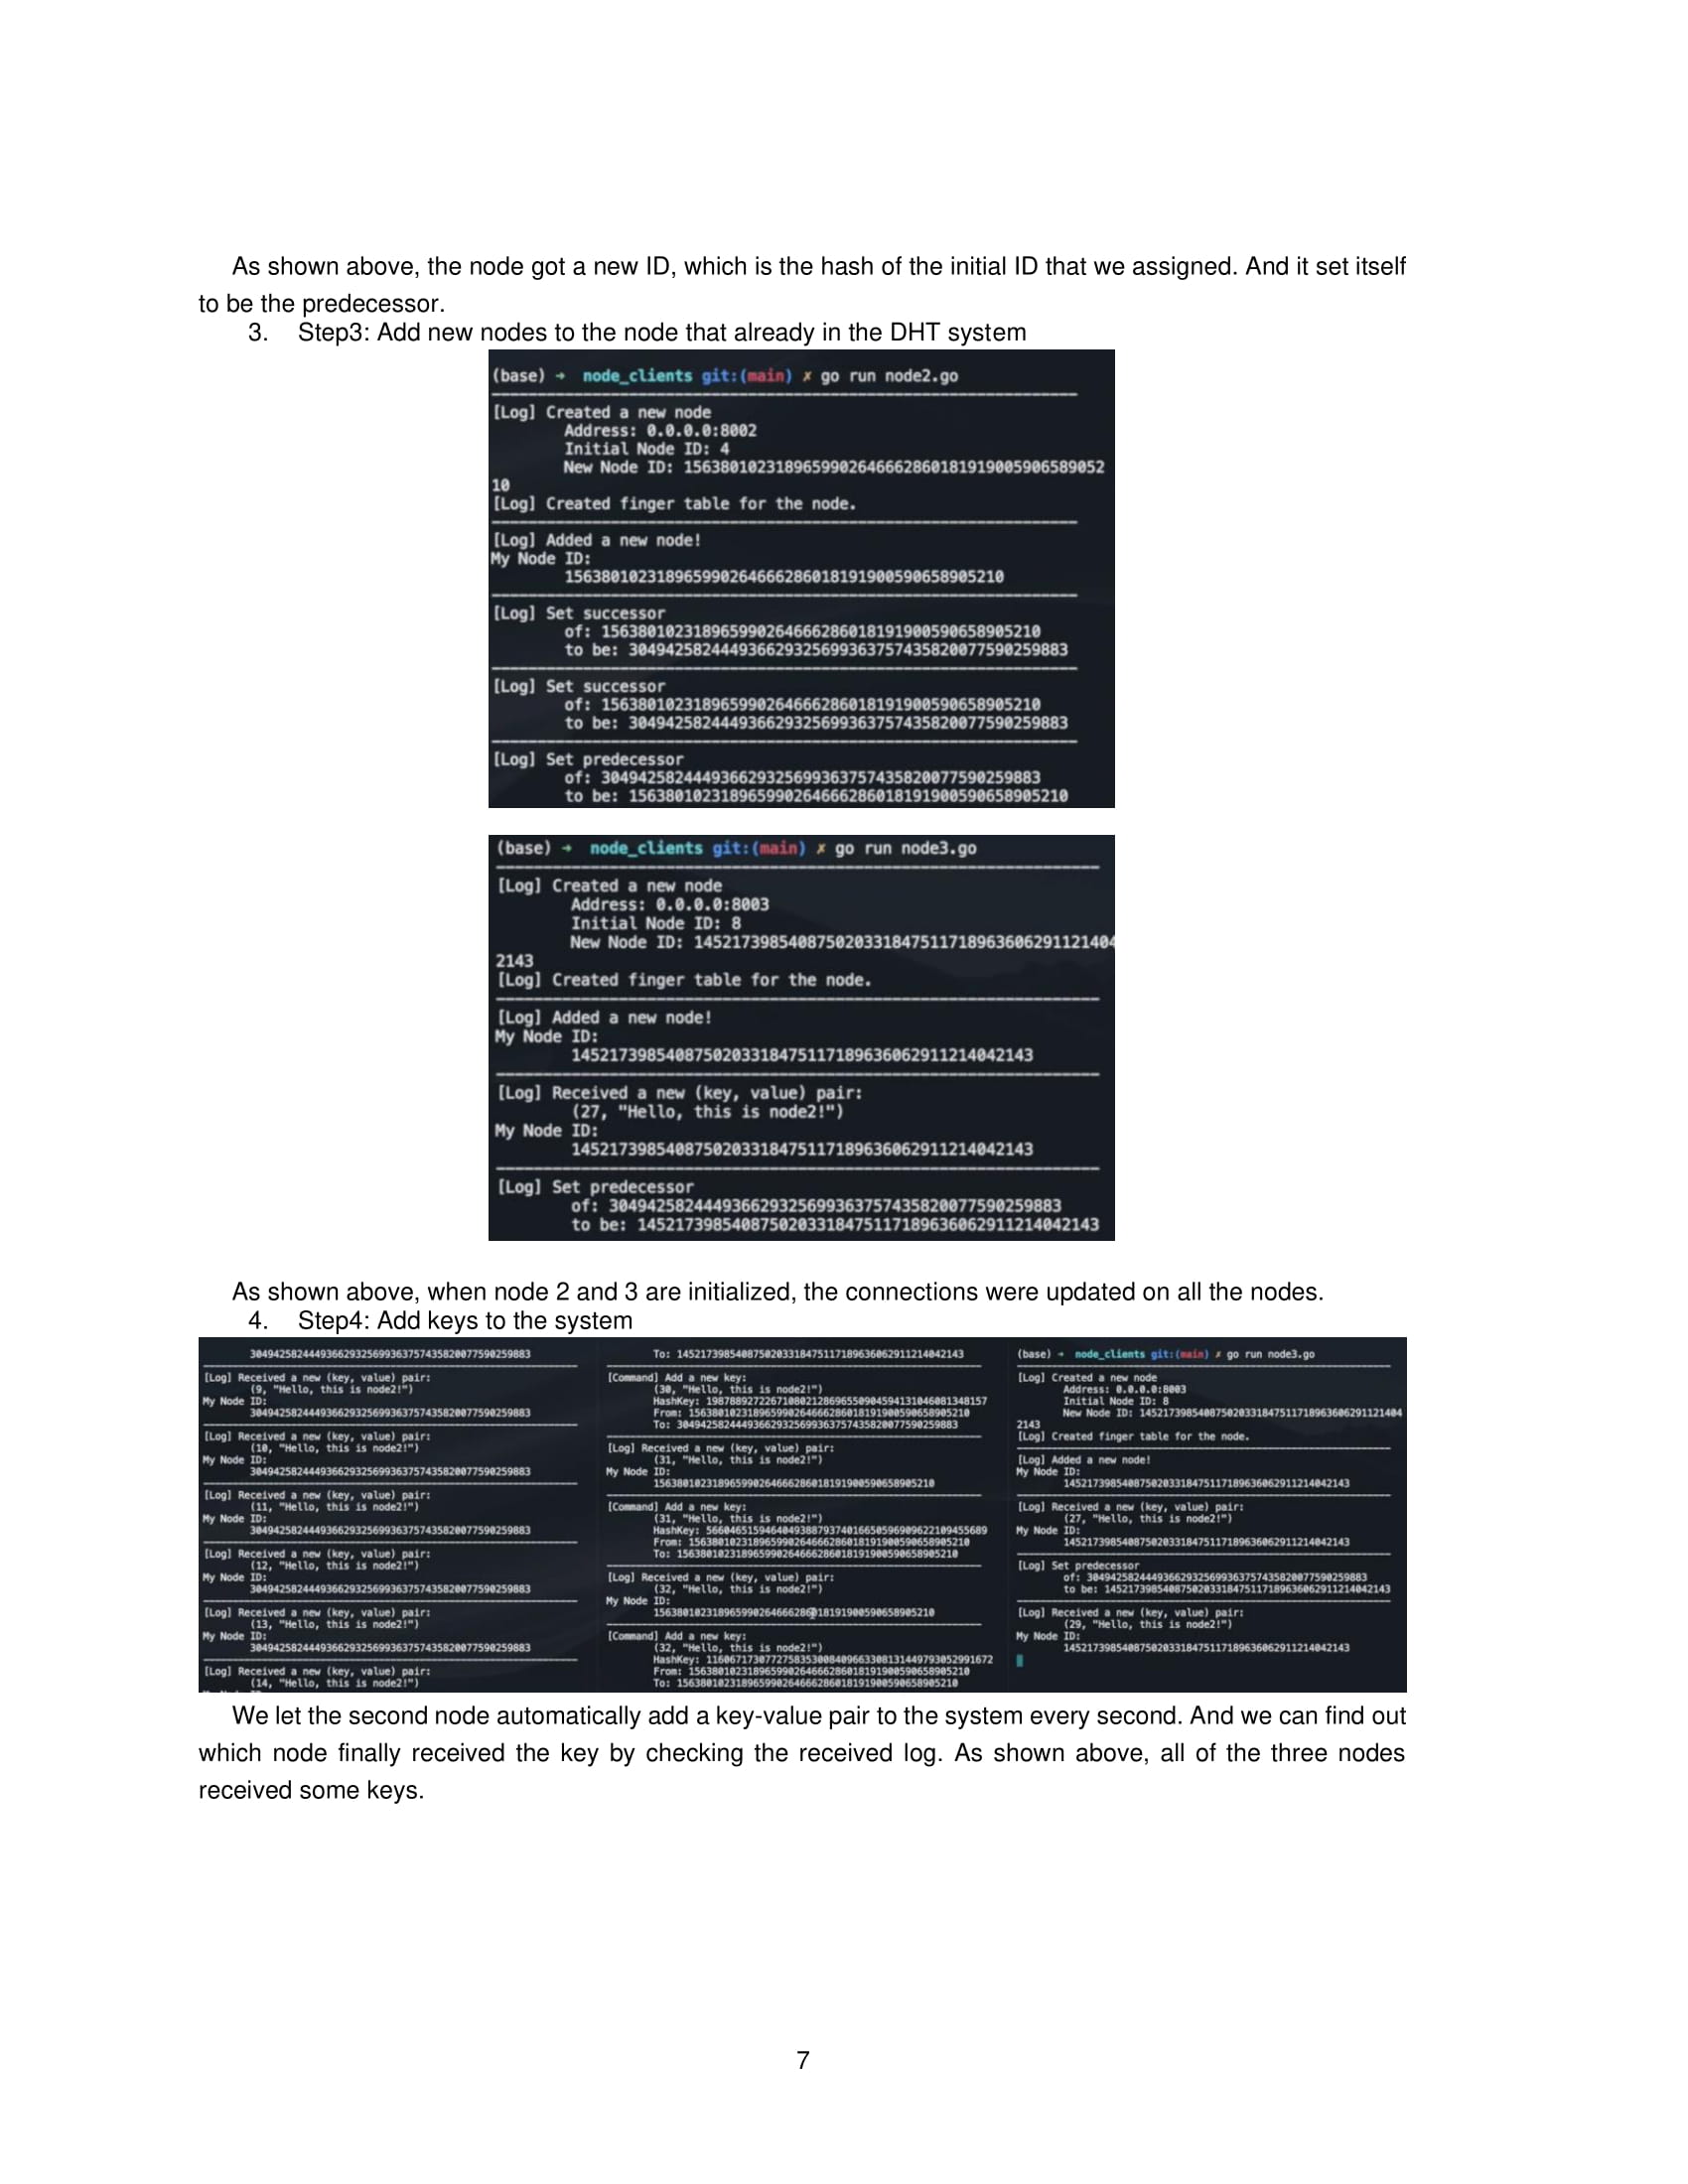 As shown above, the node got a new ID, which is the hash of the initial ID that we assigned. And it set itself
to be the predecessor.
3. Step3: Add new nodes to the node that already in the DHT system
(base) → node_clients git:(main) ✗ go run node2.go
[Log] Created a new node
Address: 0.0.0.0:8002
Initial Node ID: 4
New Node ID: 1563801023189659902646662860181919005906589052
10
[Log] Created finger table for the node.
[Log] Added a new node!
My Node ID:
156380102318965990264666286018191900590658905210
[Log] Set successor
of: 156380102318965990264666286018191900590658905210
to be: 304942582444936629325699363757435820077590259883
[Log] Set successor
of: 156380102318965990264666286018191900590658905210
to be: 304942582444936629325699363757435820077590259883
[Log] Set predecessor
of: 304942582444936629325699363757435820077590259883
to be: 156380102318965990264666286018191900590658905210
(base) → node_clients git:(main) ✗ go run node3.go
[Log] Created a new node
Address: 0.0.0.0:8003
Initial Node ID: 8
New Node ID: 145217398540875020331847511718963606291121404
2143
[Log] Created finger table for the node.
[Log] Added a new node!
My Node ID:
1452173985408750203318475117189636062911214042143
[Log] Received a new (key, value) pair:
(27, "Hello, this is node2!")
My Node ID:
1452173985408750203318475117189636062911214042143
[Log] Set predecessor
of: 304942582444936629325699363757435820077590259883
to be: 1452173985408750203318475117189636062911214042143
As shown above, when node 2 and 3 are initialized, the connections were updated on all the nodes.
4. Step4: Add keys to the system
304942582444936629325699363757435820077590259883
[Log] Received a new (key, value) pair:
(9, "Hello, this is node2!")
My Node ID:
304942582444936629325699363757435820077590259883
[Log] Received a new (key, value) pair:
(10, "Hello, this is node2!")
My Node ID:
304942582444936629325699363757435820077590259883
[Log] Received a new (key, value) pair:
(11, "Hello, this is node2!")
My Node ID:
304942582444936629325699363757435820077590259883
[Log] Received a new (key, value) pair:
(12, "Hello, this is node2!")
My Node ID:
304942582444936629325699363757435820077590259883
[Log] Received a new (key, value) pair:
(13, "Hello, this is node2!")
My Node ID:
304942582444936629325699363757435820077590259883
[Log] Received a new (key, value) pair:
(14, "Hello, this is node2!")
To: 1452173985408750203318475117189636062911214042143
[Command] Add a new key:
(30, "Hello, this is node2!")
HashKey: 198788927226710802128696550904594131046081348157
From: 156380102318965990264666286018191900590658905210
To: 304942582444936629325699363757435820077590259883
[Log] Received a new (key, value) pair:
(31, "Hello, this is node2!")
My Node ID:
156380102318965990264666286018191900590658905210
[Command] Add a new key:
(31, "Hello, this is node2!")
HashKey: 566046515946404938879374016650596909622109455689
From: 156380102318965990264666286018191900590658905210
To: 156380102318965990264666286018191900590658905210
[Log] Received a new (key, value) pair:
(32, "Hello, this is node2!")
My Node ID:
156380102318965990264666286018191900590658905210
[Command] Add a new key:
(32, "Hello, this is node2!")
HashKey: 1160671730772758353008409663308131449793052991672
From: 156380102318965990264666286018191900590658905210
To: 156380102318965990264666286018191900590658905210
(base) → node_clients git:(main) ✗ go run node3.go
[Log] Created a new node
Address: 0.0.0.0:8003
Initial Node ID: 8
New Node ID: 145217398540875020331847511718963606291121404
2143
[Log] Created finger table for the node.
[Log] Added a new node!
My Node ID:
1452173985408750203318475117189636062911214042143
[Log] Received a new (key, value) pair:
(27, "Hello, this is node2!")
My Node ID:
1452173985408750203318475117189636062911214042143
[Log] Set predecessor
of: 304942582444936629325699363757435820077590259883
to be: 1452173985408750203318475117189636062911214042143
[Log] Received a new (key, value) pair:
(29, "Hello, this is node2!")
My Node ID:
1452173985408750203318475117189636062911214042143
We let the second node automatically add a key-value pair to the system every second. And we can find out
which node finally received the key by checking the received log. As shown above, all of the three nodes
received some keys.
7